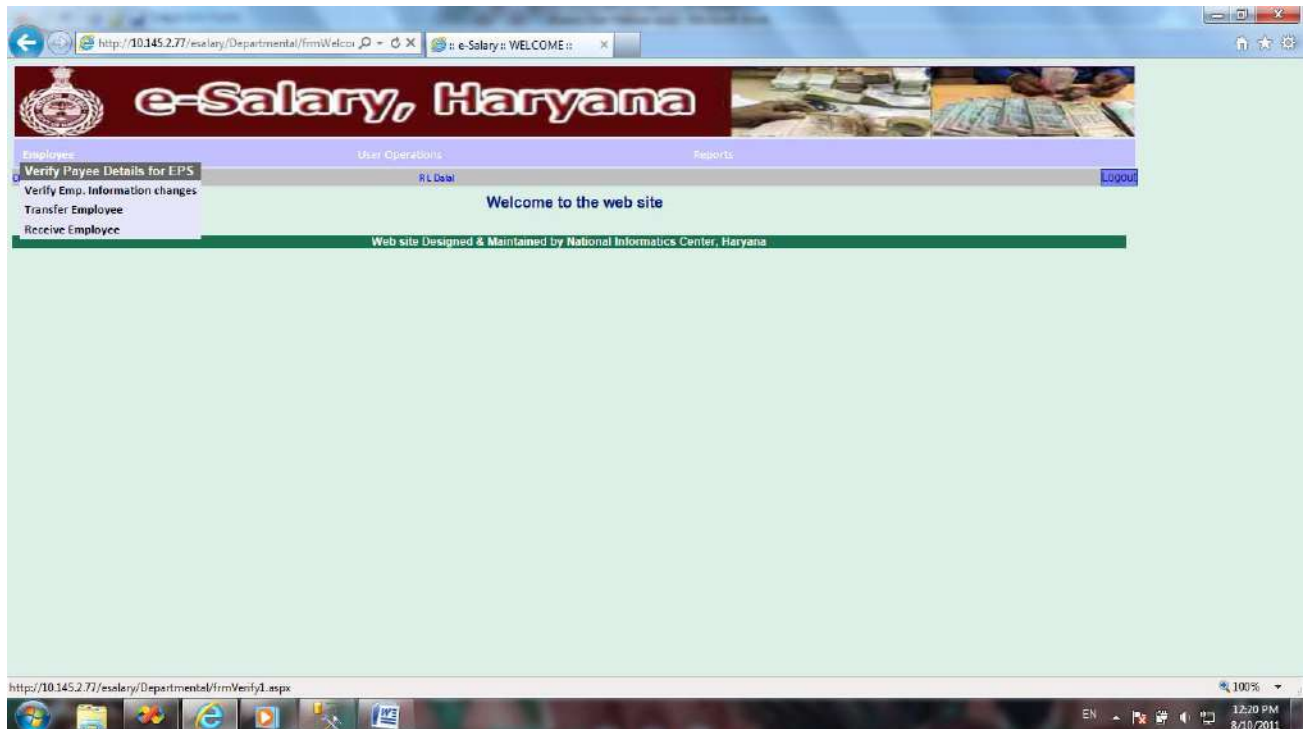 http://10.145.2.77/esalary/Departmental/frmWelcor
:: e-Salary :: WELCOME ::
e-Salary, Haryana
Employee User Operations Reports
Verify Payee Details for EPS
R L Dalal Logout
Verify Emp. Information changes
Transfer Employee
Receive Employee
Welcome to the web site
Web site Designed & Maintained by National Informatics Center, Haryana
http://10.145.2.77/esalary/Departmental/frmVerify1.aspx
100%
EN
12:20 PM
8/10/2011